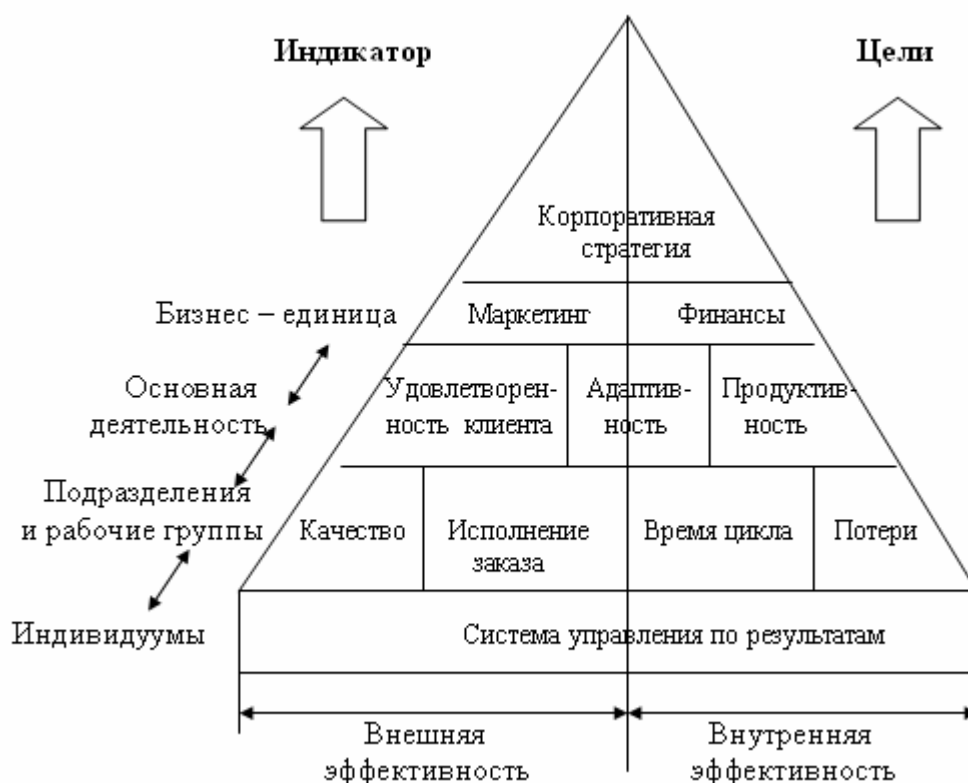 Индикатор
Цели
Корпоративная
стратегия
Бизнес – единица
Маркетинг
Финансы
Основная
деятельность
Удовлетворен-
ность клиента
Адаптив-
ность
Продуктив-
ность
Подразделения
и рабочие группы
Качество
Исполнение
заказа
Время цикла
Потери
Индивидуумы
Система управления по результатам
Внешняя
эффективность
Внутренняя
эффективность